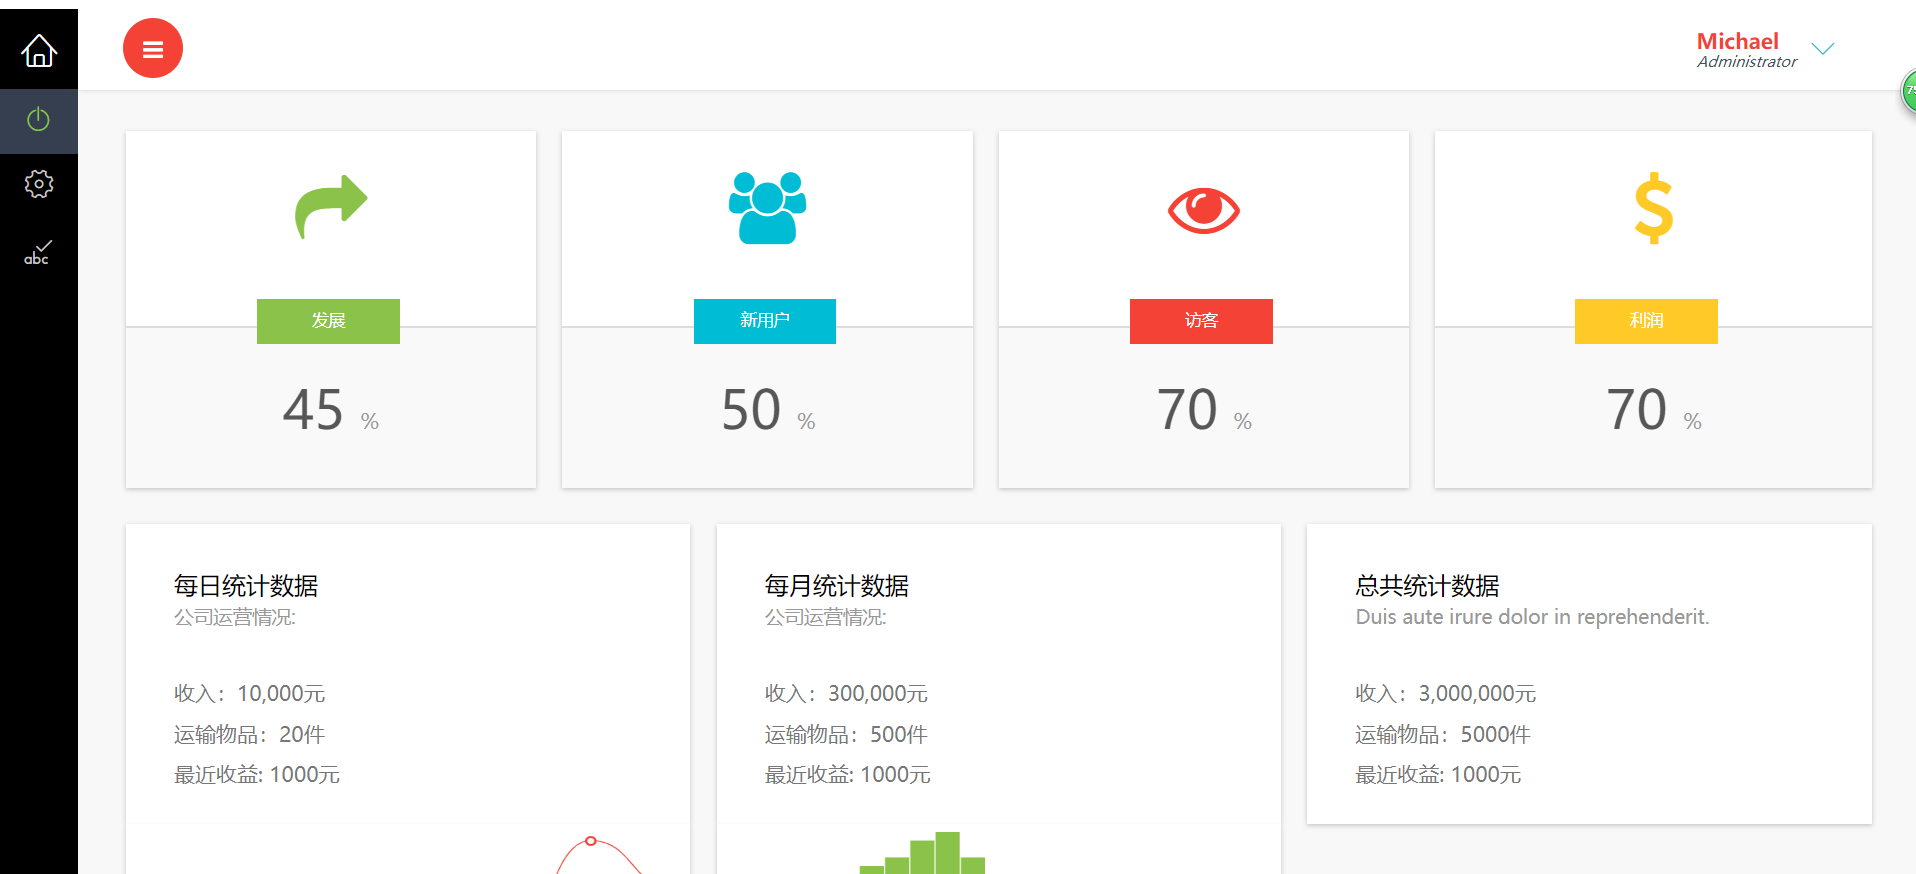 Michael
Administrator
abc
发展
新用户
访客
利润
45 %
50 %
70 %
70 %
每日统计数据
公司运营情况:
收入：10,000元
运输物品：20件
最近收益: 1000元
每月统计数据
公司运营情况:
收入：300,000元
运输物品：500件
最近收益: 1000元
总共统计数据
Duis aute irure dolor in reprehenderit.
收入：3,000,000元
运输物品：5000件
最近收益: 1000元